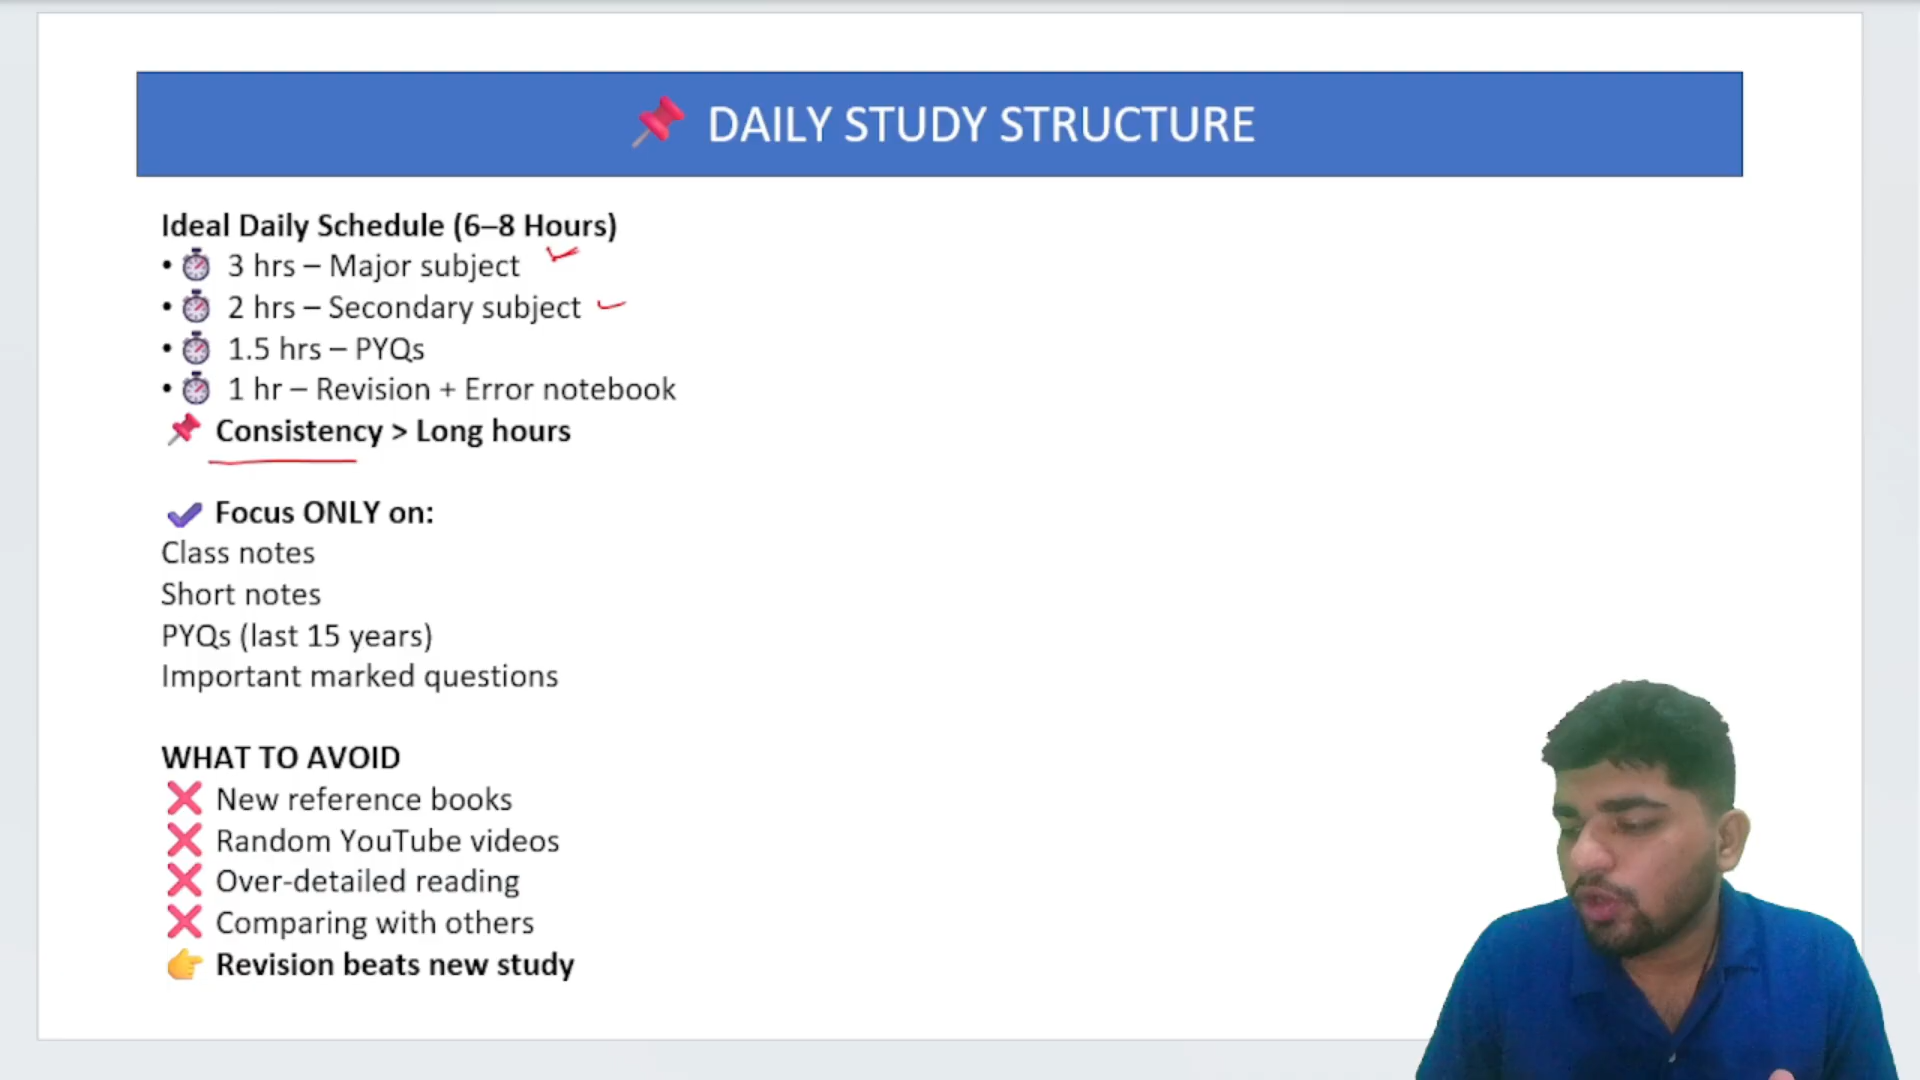 📌 DAILY STUDY STRUCTURE
Ideal Daily Schedule (6–8 Hours)
• ⏱ 3 hrs – Major subject
• ⏱ 2 hrs – Secondary subject
• ⏱ 1.5 hrs – PYQs
• ⏱ 1 hr – Revision + Error notebook
📌 Consistency > Long hours
✔ Focus ONLY on:
Class notes
Short notes
PYQs (last 15 years)
Important marked questions
WHAT TO AVOID
❌ New reference books
❌ Random YouTube videos
❌ Over-detailed reading
❌ Comparing with others
👉 Revision beats new study